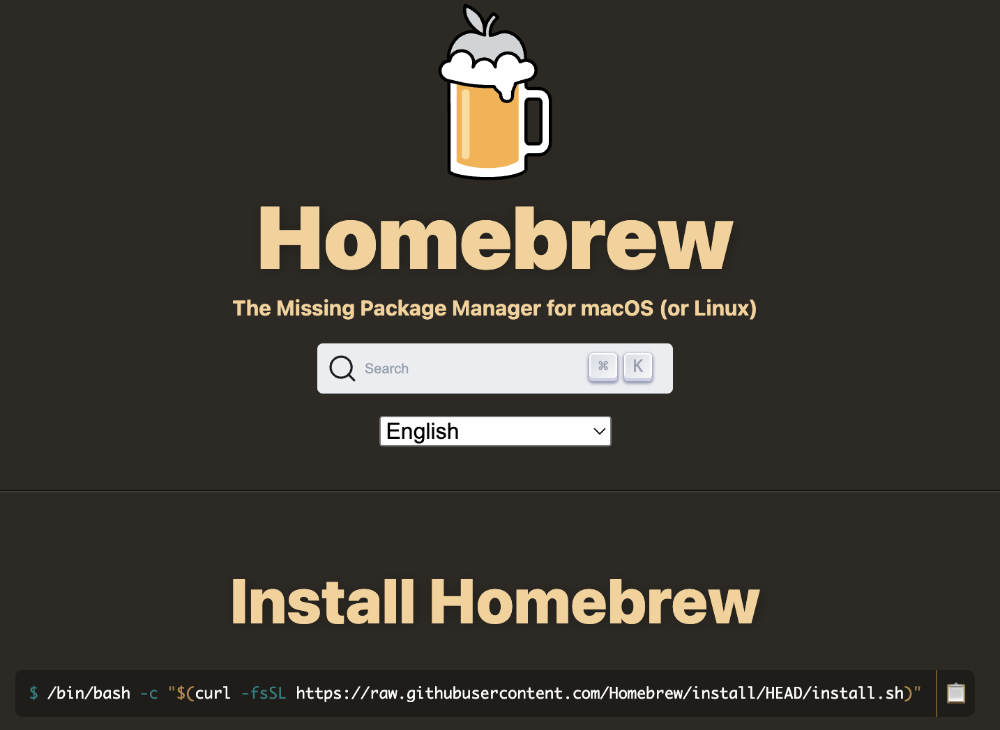 Homebrew
The Missing Package Manager for macOS (or Linux)
Search ⌘ K
English
Install Homebrew
$ /bin/bash -c "$(curl -fsSL https://raw.githubusercontent.com/Homebrew/install/HEAD/install.sh)"